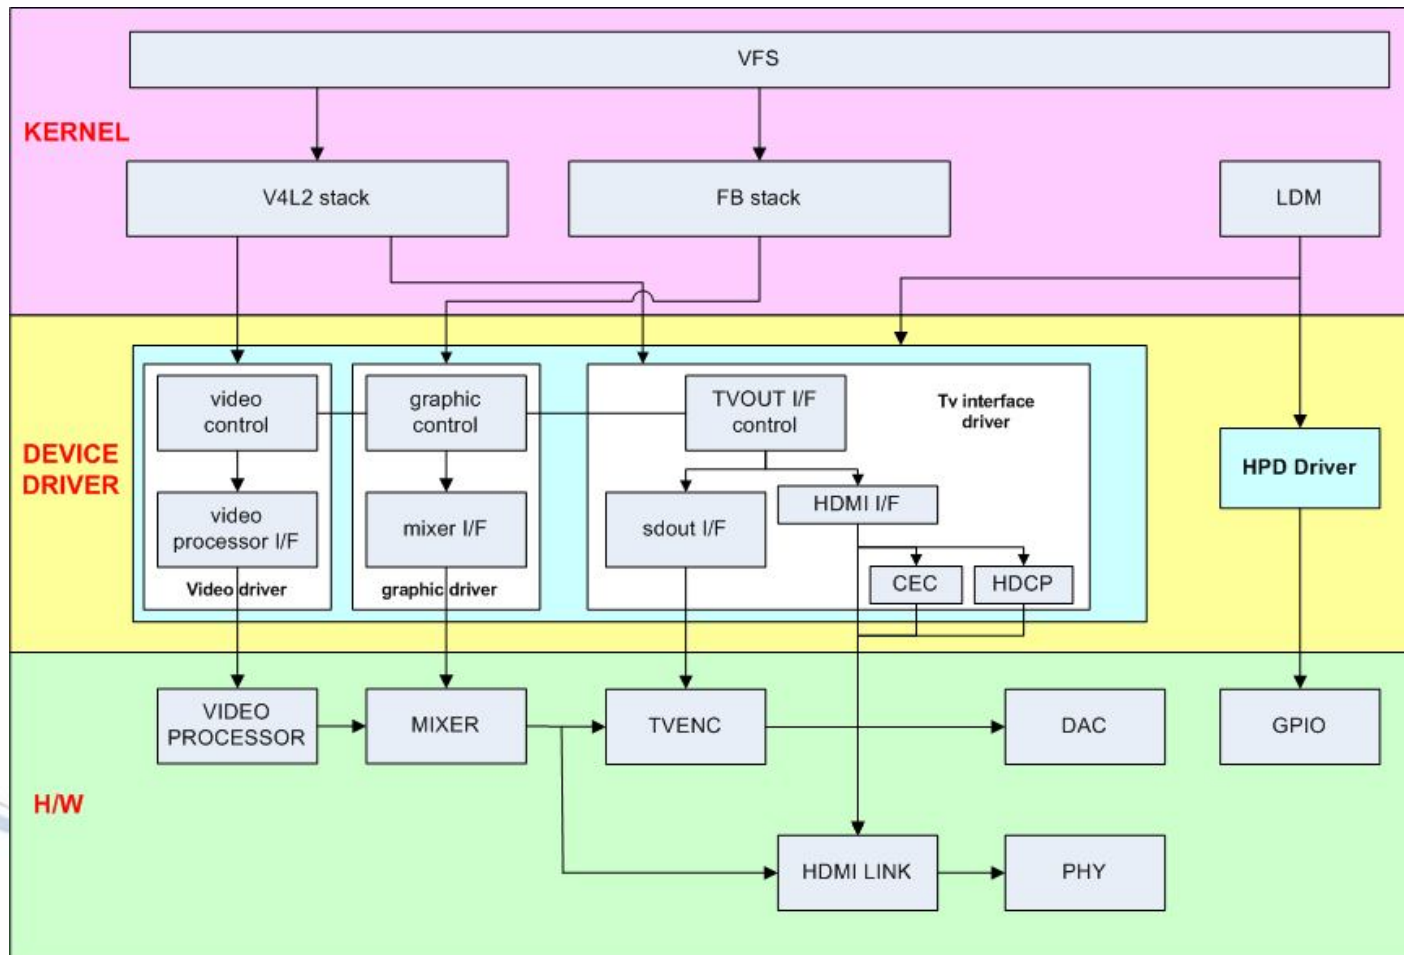 VFS
KERNEL
V4L2 stack
FB stack
LDM
video
control
graphic
control
TVOUT I/F
control
Tv interface
driver
DEVICE
DRIVER
HPD Driver
video
processor I/F
mixer I/F
sdout I/F
HDMI I/F
Video driver
graphic driver
CEC
HDCP
VIDEO
PROCESSOR
MIXER
TVENC
DAC
GPIO
H/W
HDMI LINK
PHY